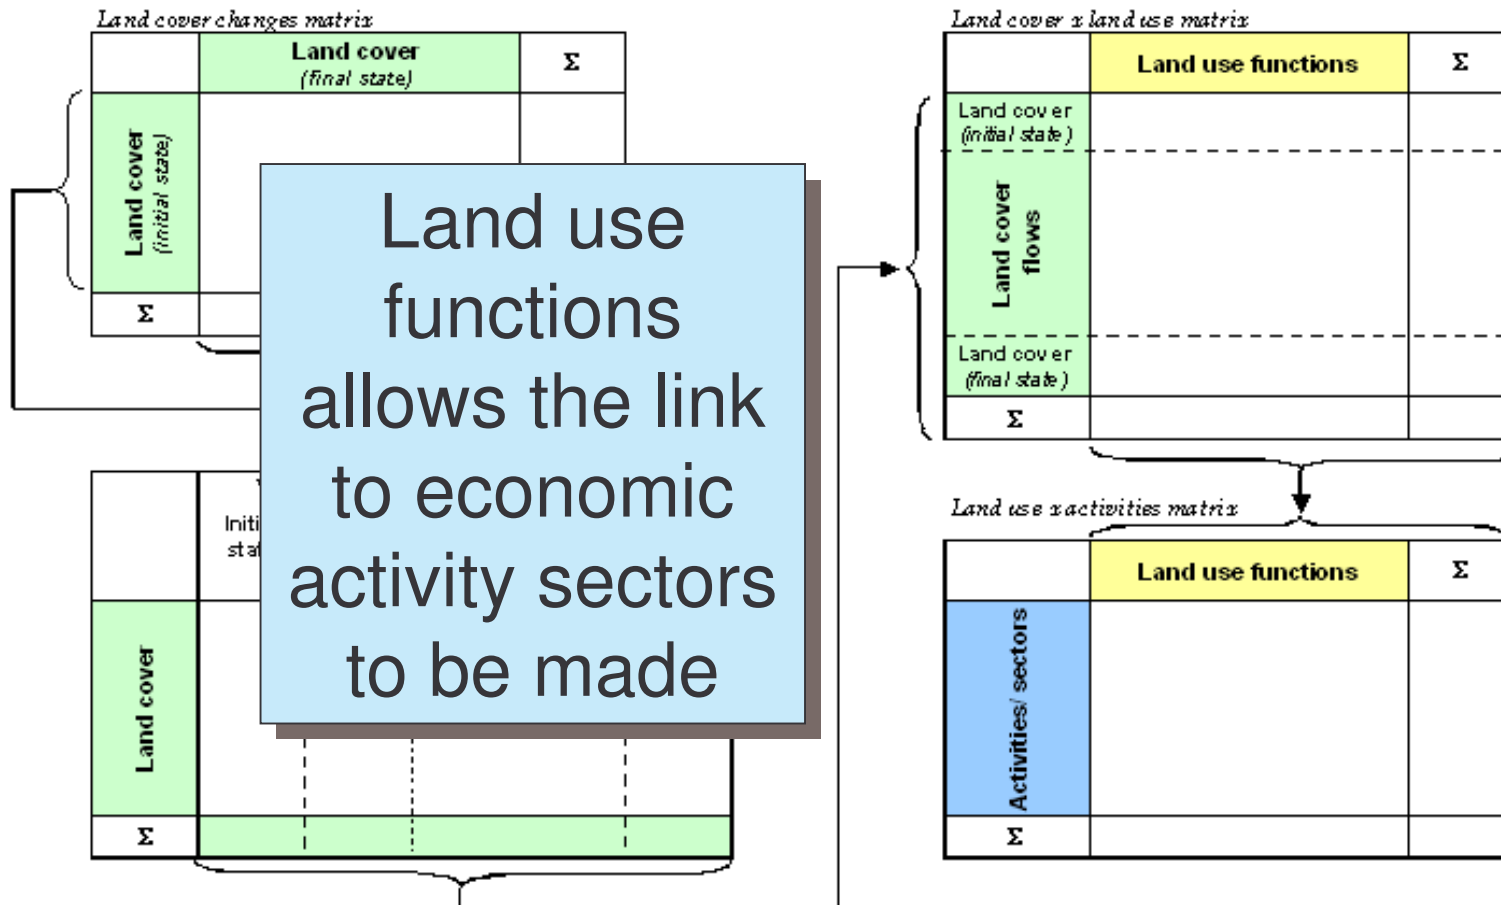 Land cover changes matrix
Land cover
(final state)
Σ
Land cover
(initial state)
Σ
Land use
functions
allows the link
to economic
activity sectors
to be made
Land cover
Σ
Land cover x land use matrix
Land use functions
Σ
Land cover
(initial state)
Land cover
flows
Land cover
(final state)
Σ
Land use x activities matrix
Land use functions
Σ
Activities/ sectors
Σ